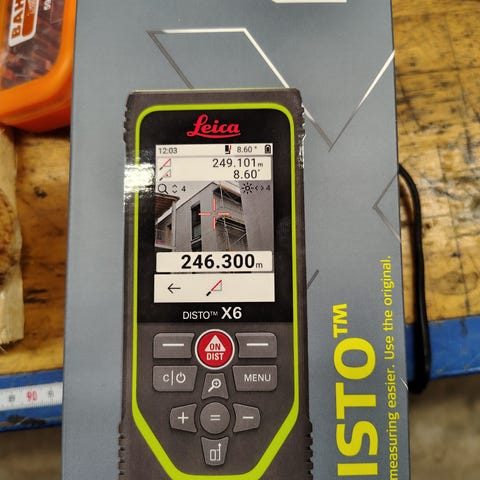 BAH
Leica
12:03 8.60°
249.101m
8.60°
4 4
246.300m
DISTO™ X6
ON
DIST
C MENU
+ = −
ISTO™
measuring easier. Use the original.
90